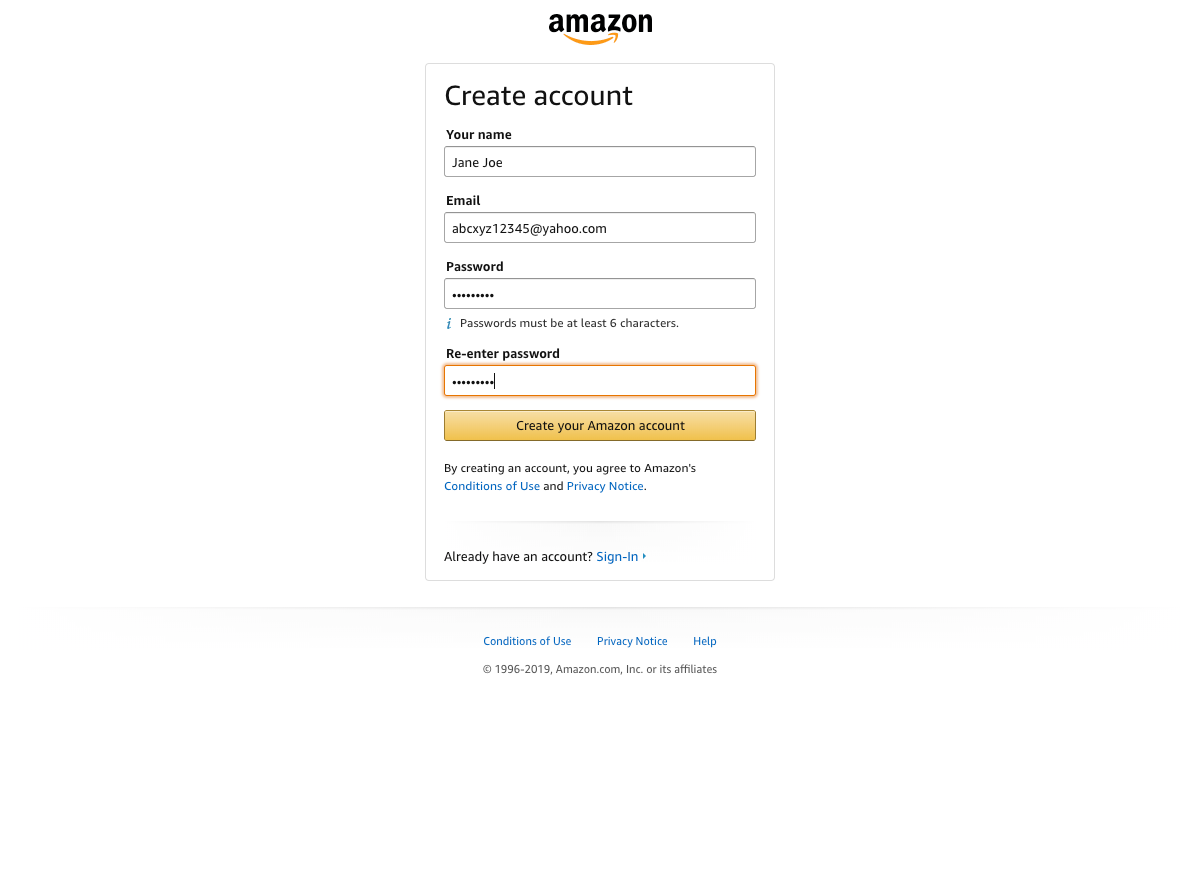 amazon
Create account
Your name
Jane Joe
Email
abcxyz12345@yahoo.com
Password
•••••••••
i Passwords must be at least 6 characters.
Re-enter password
•••••••••
Create your Amazon account
By creating an account, you agree to Amazon's
Conditions of Use and Privacy Notice.
Already have an account? Sign-In
Conditions of Use Privacy Notice Help
© 1996-2019, Amazon.com, Inc. or its affiliates